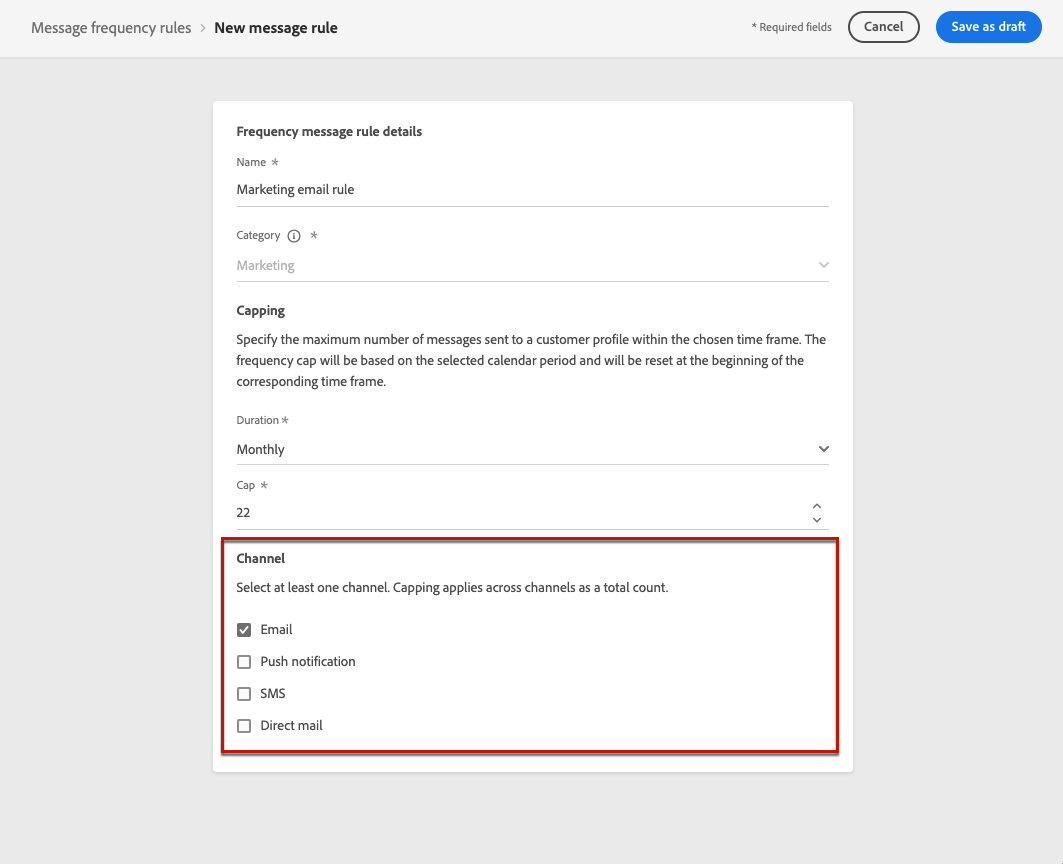 Message frequency rules > New message rule
* Required fields
Cancel
Save as draft
Frequency message rule details
Name *
Marketing email rule
Category *
Marketing
Capping
Specify the maximum number of messages sent to a customer profile within the chosen time frame. The
frequency cap will be based on the selected calendar period and will be reset at the beginning of the
corresponding time frame.
Duration *
Monthly
Cap *
22
Channel
Select at least one channel. Capping applies across channels as a total count.
Email
Push notification
SMS
Direct mail